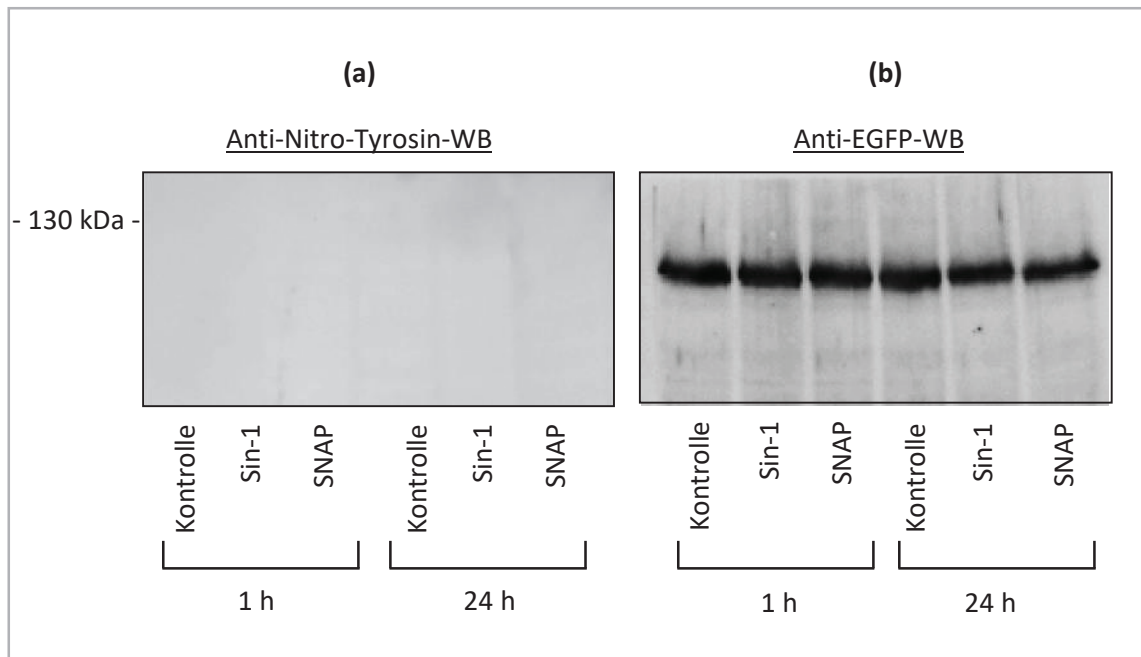 (a)
(b)
Anti-Nitro-Tyrosin-WB
Anti-EGFP-WB
- 130 kDa -
Kontrolle
Sin-1
SNAP
Kontrolle
Sin-1
SNAP
Kontrolle
Sin-1
SNAP
Kontrolle
Sin-1
SNAP
1 h
24 h
1 h
24 h